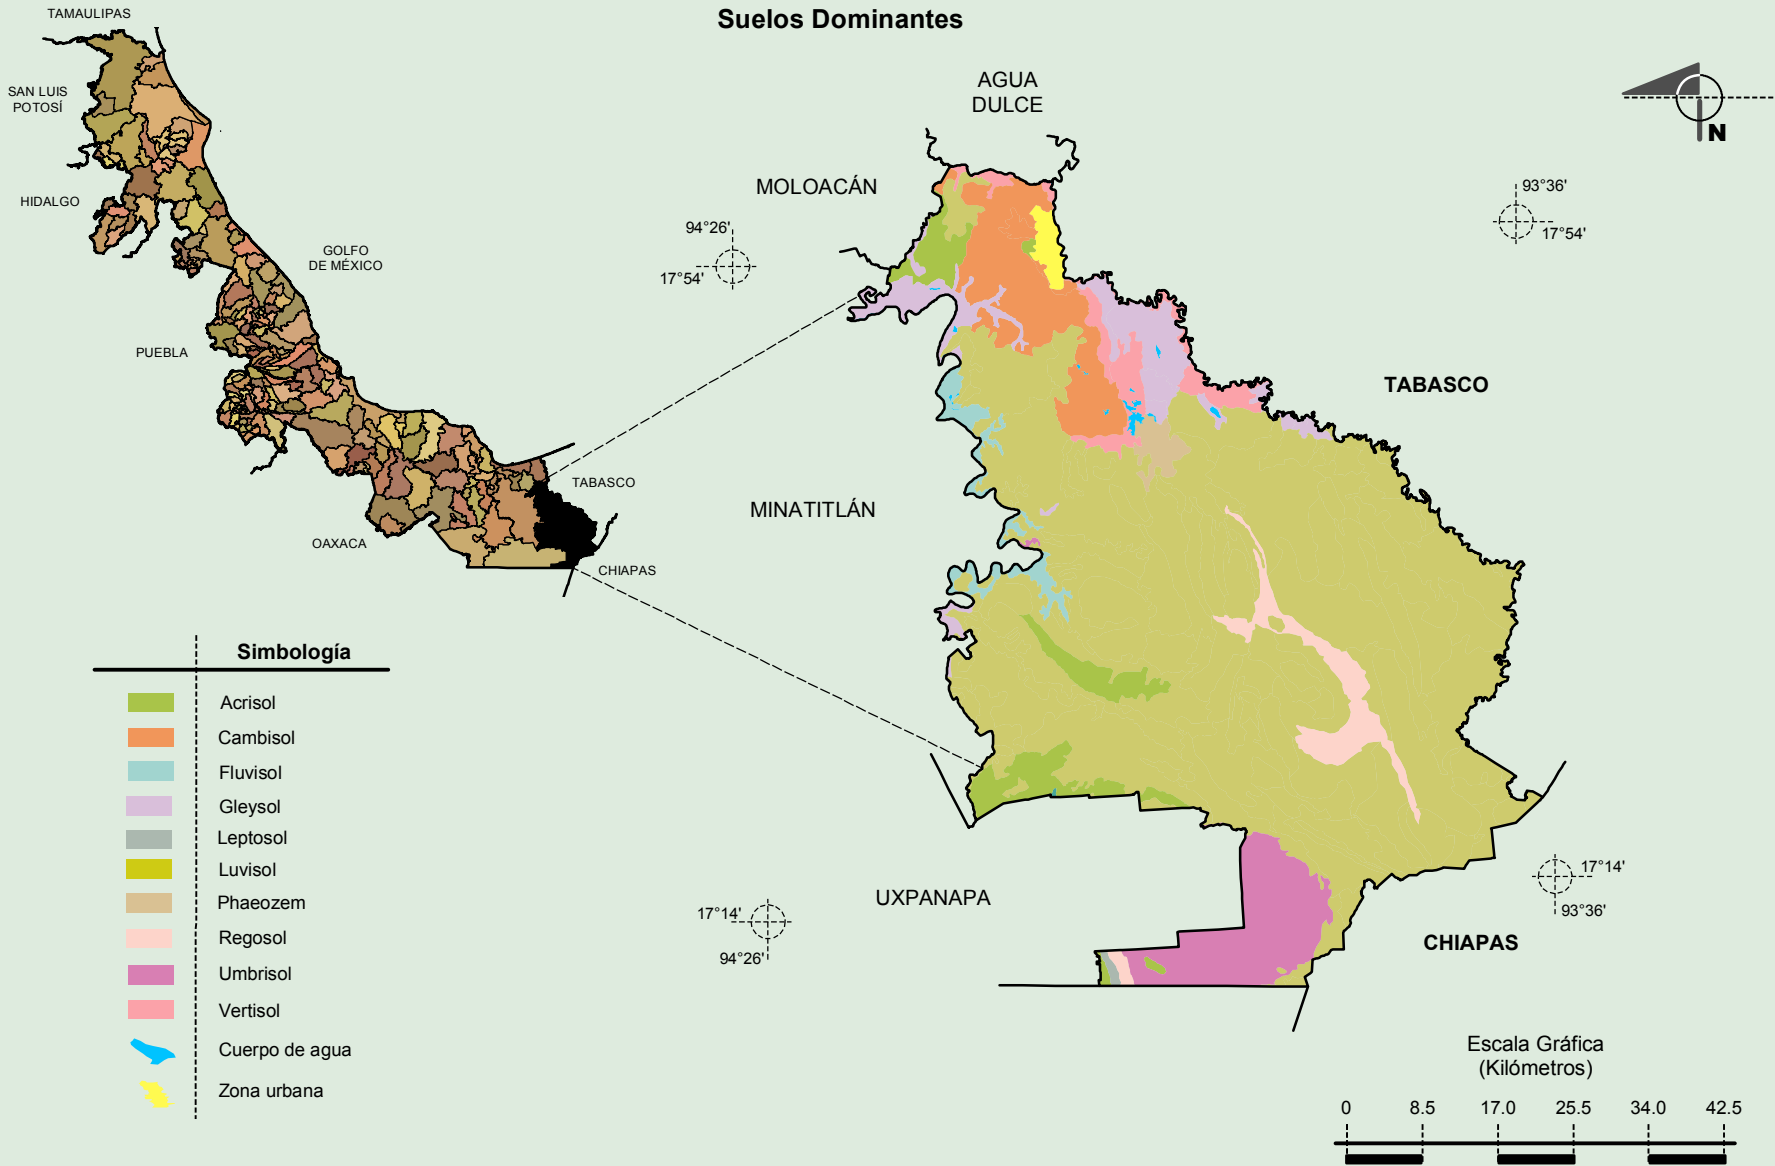 Suelos Dominantes
TAMAULIPAS
SAN LUIS
POTOSÍ
HIDALGO
GOLFO
DE MÉXICO
PUEBLA
OAXACA
TABASCO
CHIAPAS
AGUA
DULCE
MOLOACÁN
N
94°26'
17°54'
93°36'
17°54'
TABASCO
MINATITLÁN
UXPANAPA
17°14'
94°26'
17°14'
93°36'
CHIAPAS
Simbología
Acrisol
Cambisol
Fluvisol
Gleysol
Leptosol
Luvisol
Phaeozem
Regosol
Umbrisol
Vertisol
Cuerpo de agua
Zona urbana
Escala Gráfica
(Kilómetros)
0 8.5 17.0 25.5 34.0 42.5